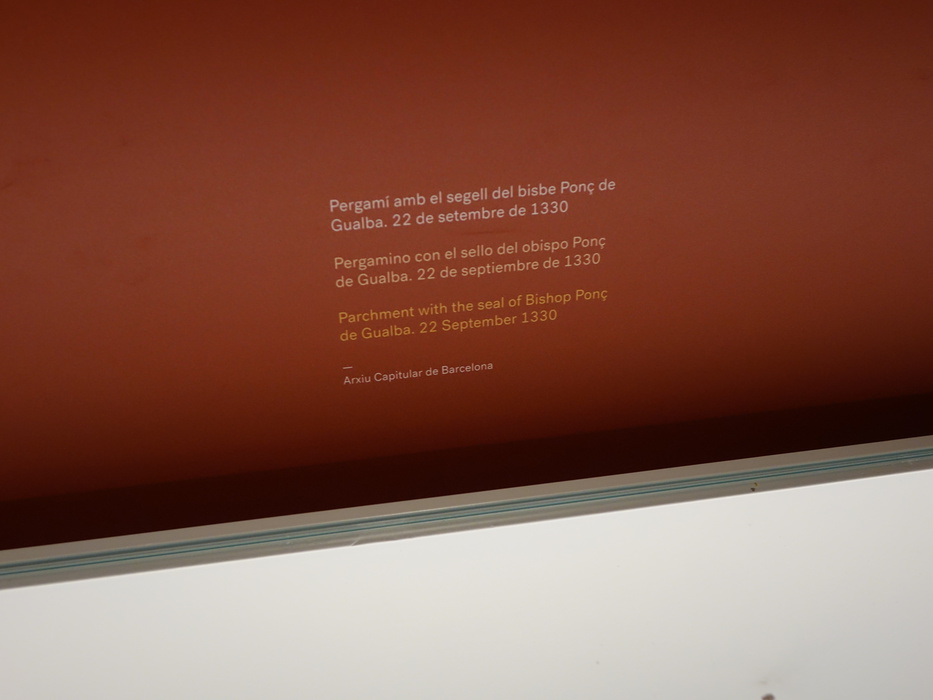 Pergamí amb el segell del bisbe Ponç de
Gualba. 22 de setembre de 1330
Pergamino con el sello del obispo Ponç
de Gualba. 22 de septiembre de 1330
Parchment with the seal of Bishop Ponç
de Gualba. 22 September 1330
—
Arxiu Capitular de Barcelona